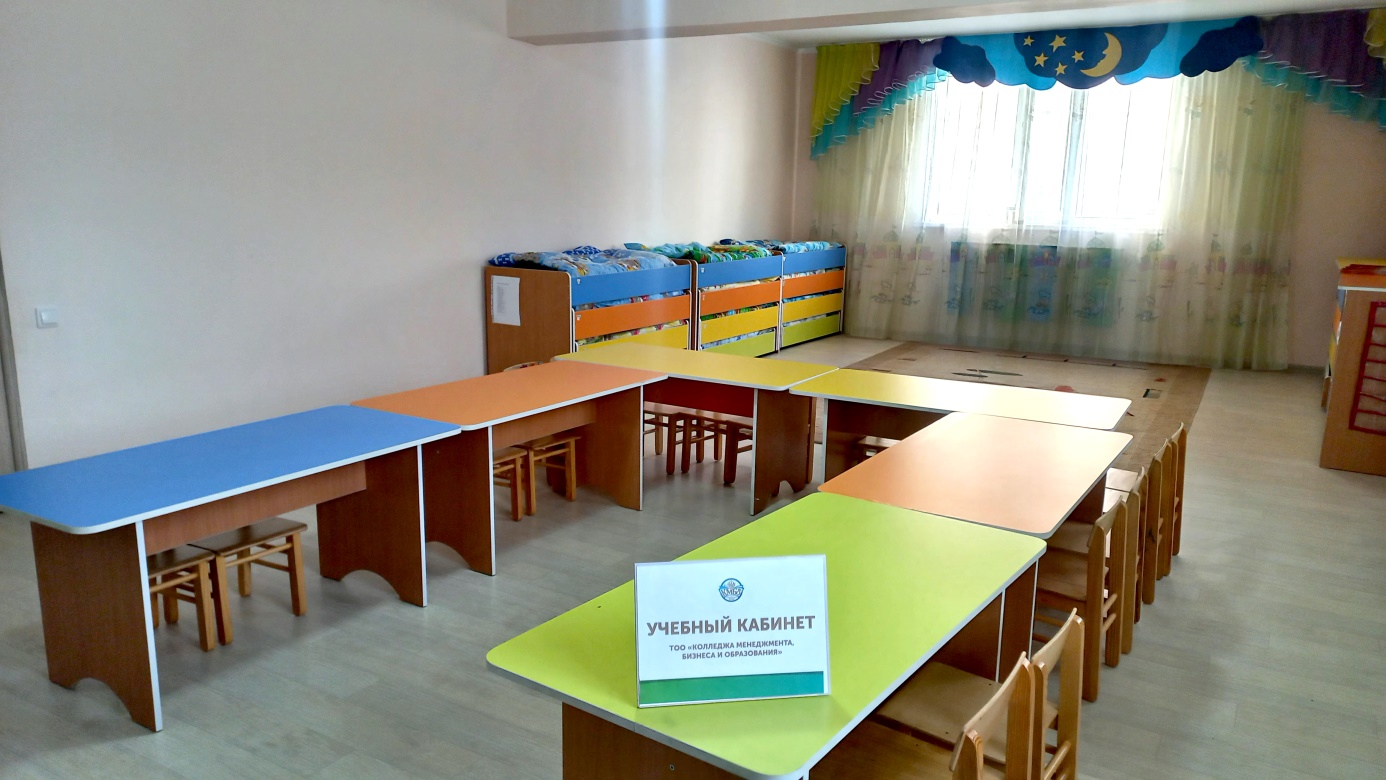 УЧЕБНЫЙ КАБИНЕТ
ТОО «КОЛЛЕДЖА МЕНЕДЖМЕНТА,
БИЗНЕСА И ОБРАЗОВАНИЯ»